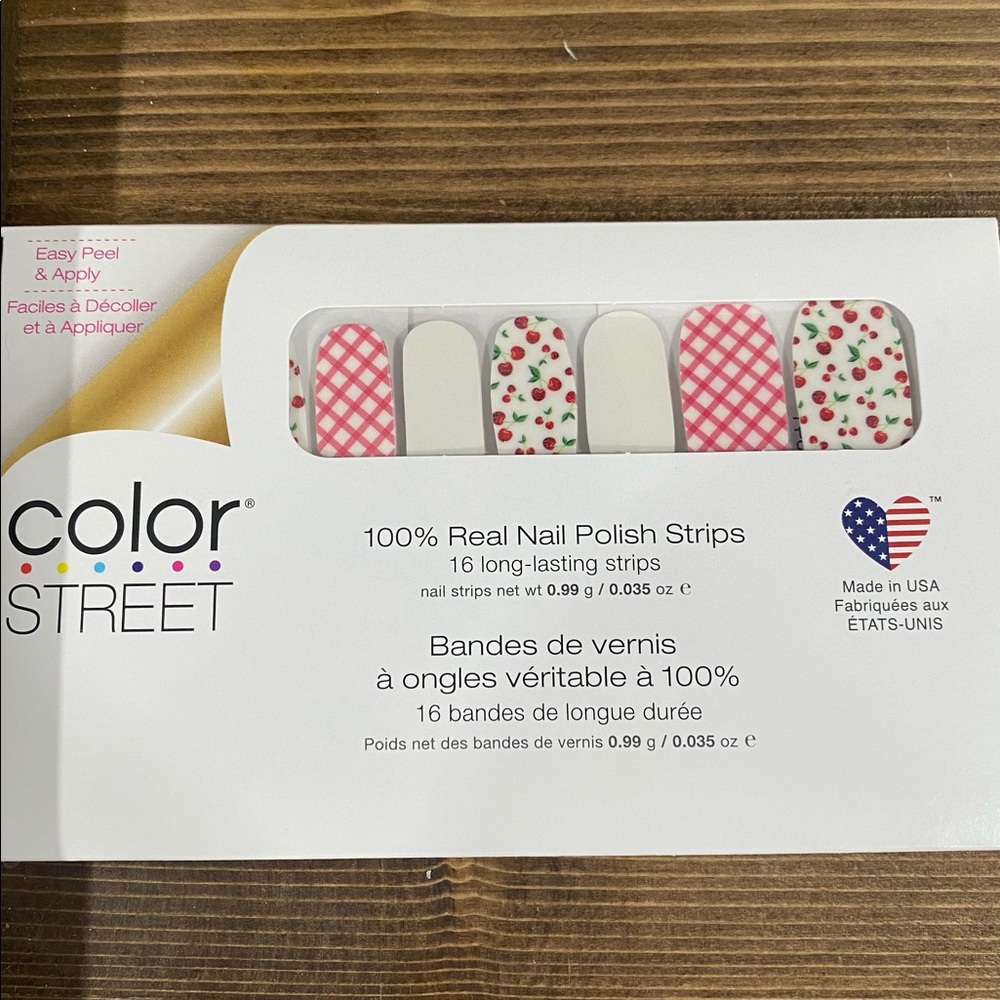 Easy Peel
& Apply
Faciles à Décoller
et à Appliquer
color®
STREET
100% Real Nail Polish Strips
16 long-lasting strips
nail strips net wt 0.99 g / 0.035 oz ℮
Bandes de vernis
à ongles véritable à 100%
16 bandes de longue durée
Poids net des bandes de vernis 0.99 g / 0.035 oz ℮
™
Made in USA
Fabriquées aux
ÉTATS-UNIS